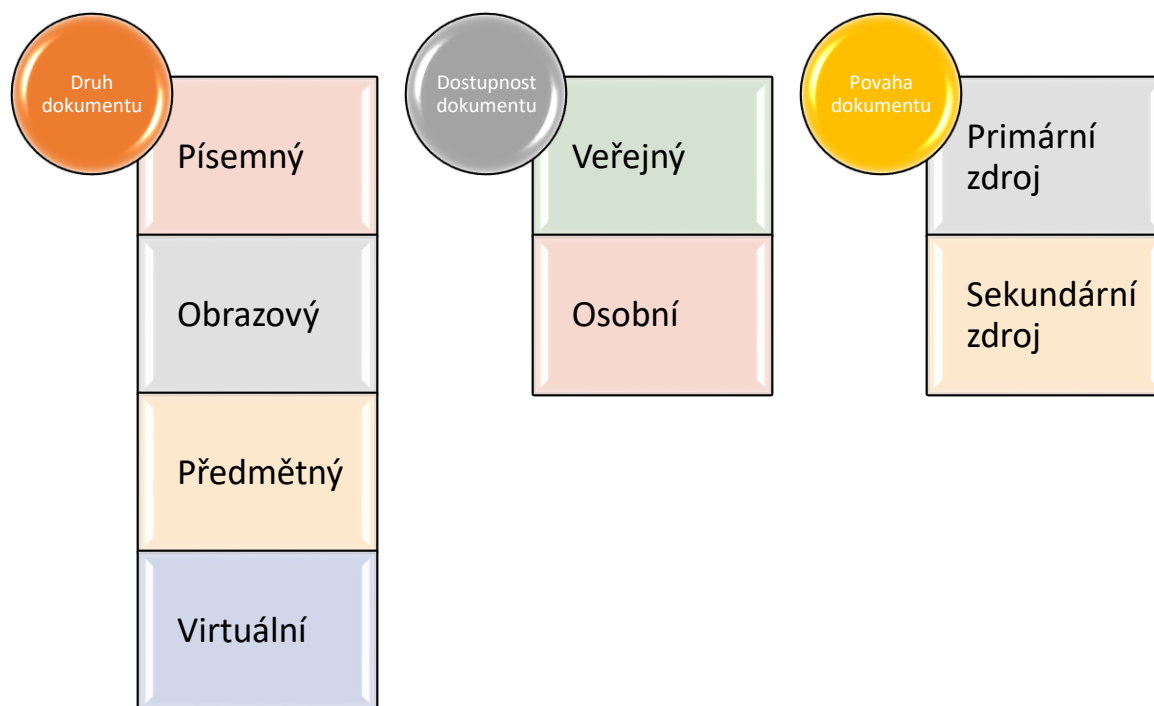 Druh
dokumentu
Písemný
Obrazový
Předmětný
Virtuální
Dostupnost
dokumentu
Veřejný
Osobní
Povaha
dokumentu
Primární
zdroj
Sekundární
zdroj